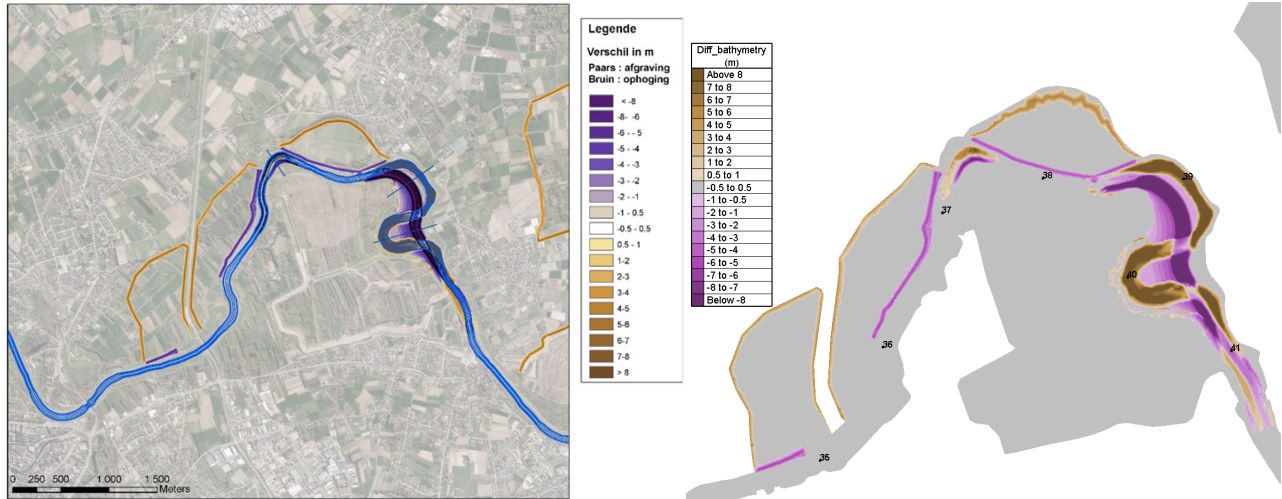 Legende
Verschil in m
Paars : afgraving
Bruin : ophoging
< -8
-8- -6
-6 - -5
-5 - -4
-4 - -3
-3 - -2
-2 - -1
-1 - 0.5
-0.5 - 0.5
0.5 - 1
1-2
2-3
3-4
4-5
5-6
6-7
7-8
> 8
0 250 500 1 000 1 500
Meters
Diff_bathymetry
(m)
Above 8
7 to 8
6 to 7
5 to 6
4 to 5
3 to 4
2 to 3
1 to 2
0.5 to 1
-0.5 to 0.5
-1 to -0.5
-2 to -1
-3 to -2
-4 to -3
-5 to -4
-6 to -5
-7 to -6
-8 to -7
Below -8
39
38
37
40
36
41
35